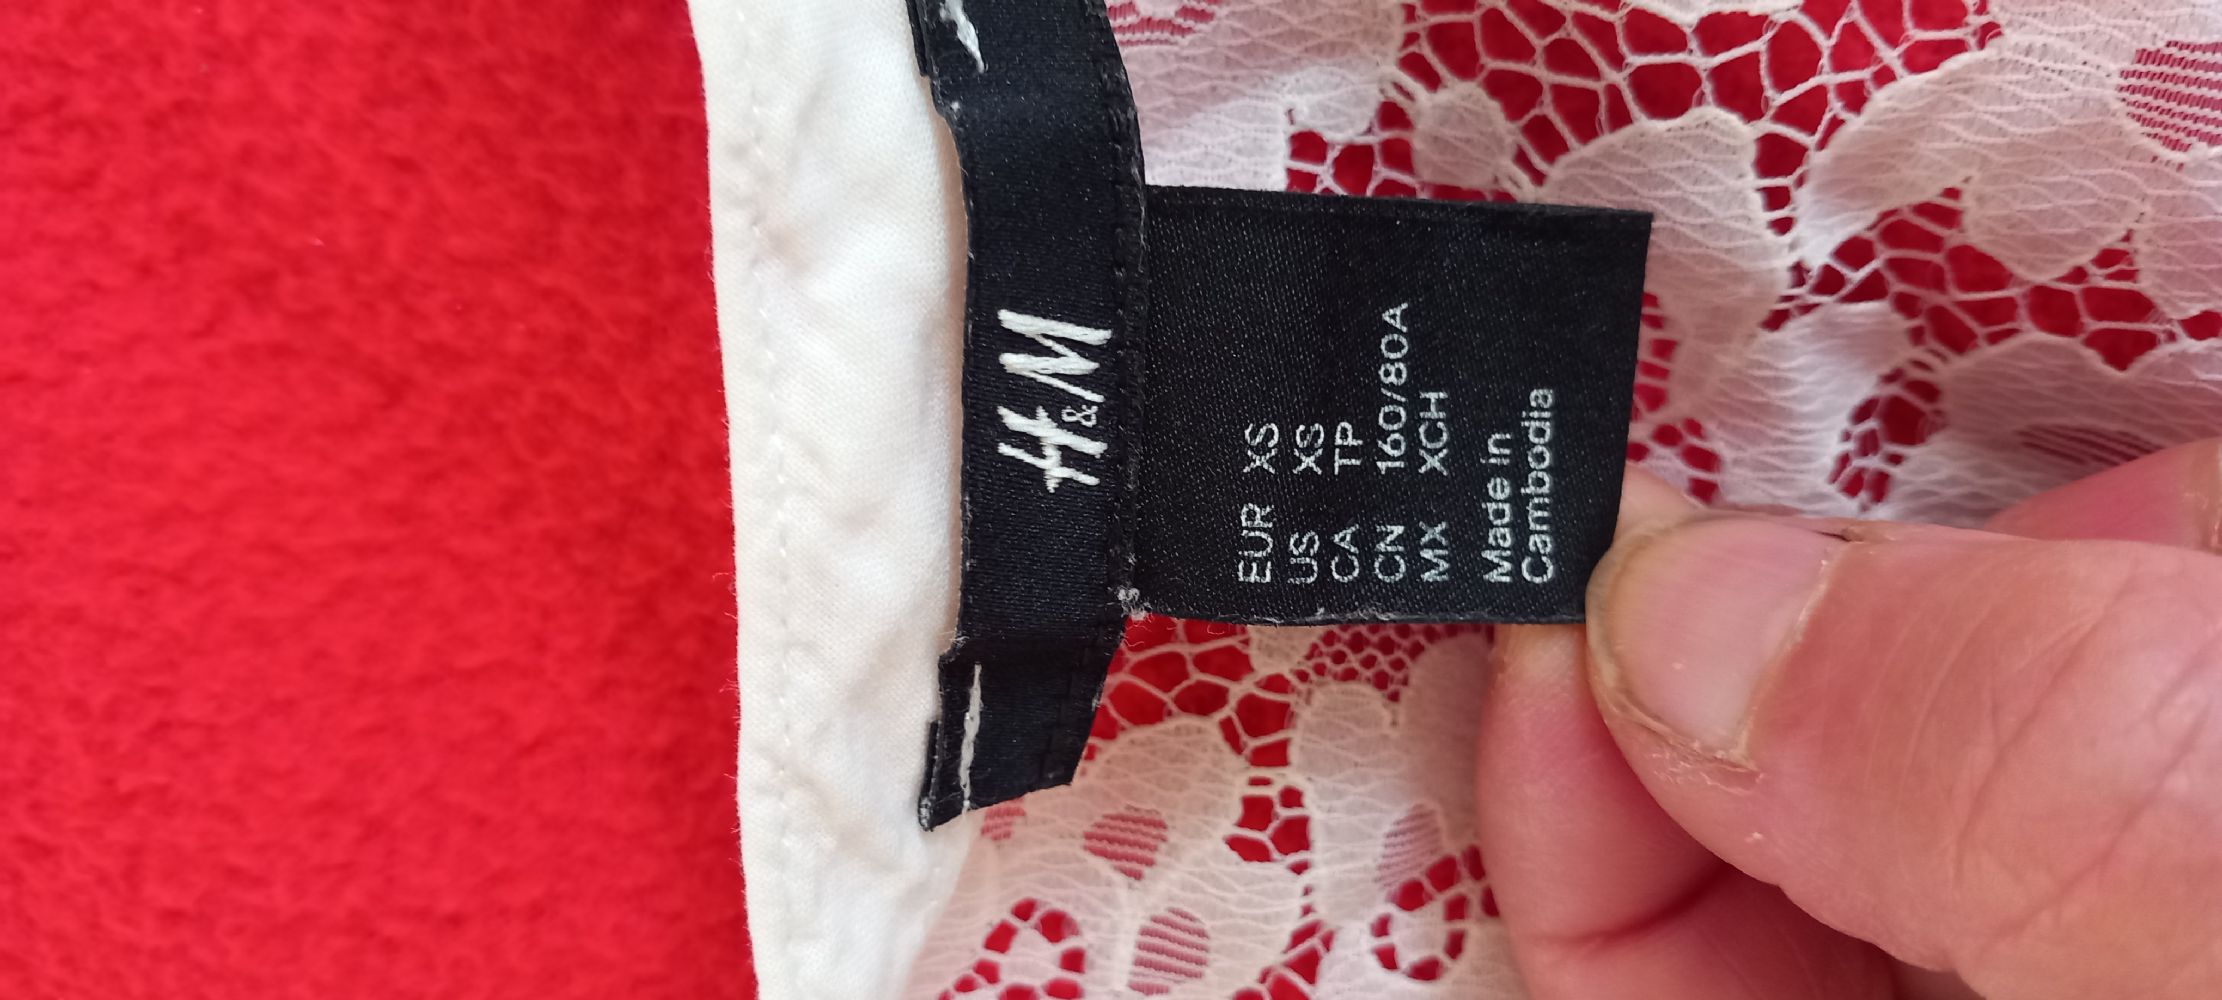 H&M
EUR XS
US XS
CA TP
CN 160/80A
MX XCH
Made in
Cambodia